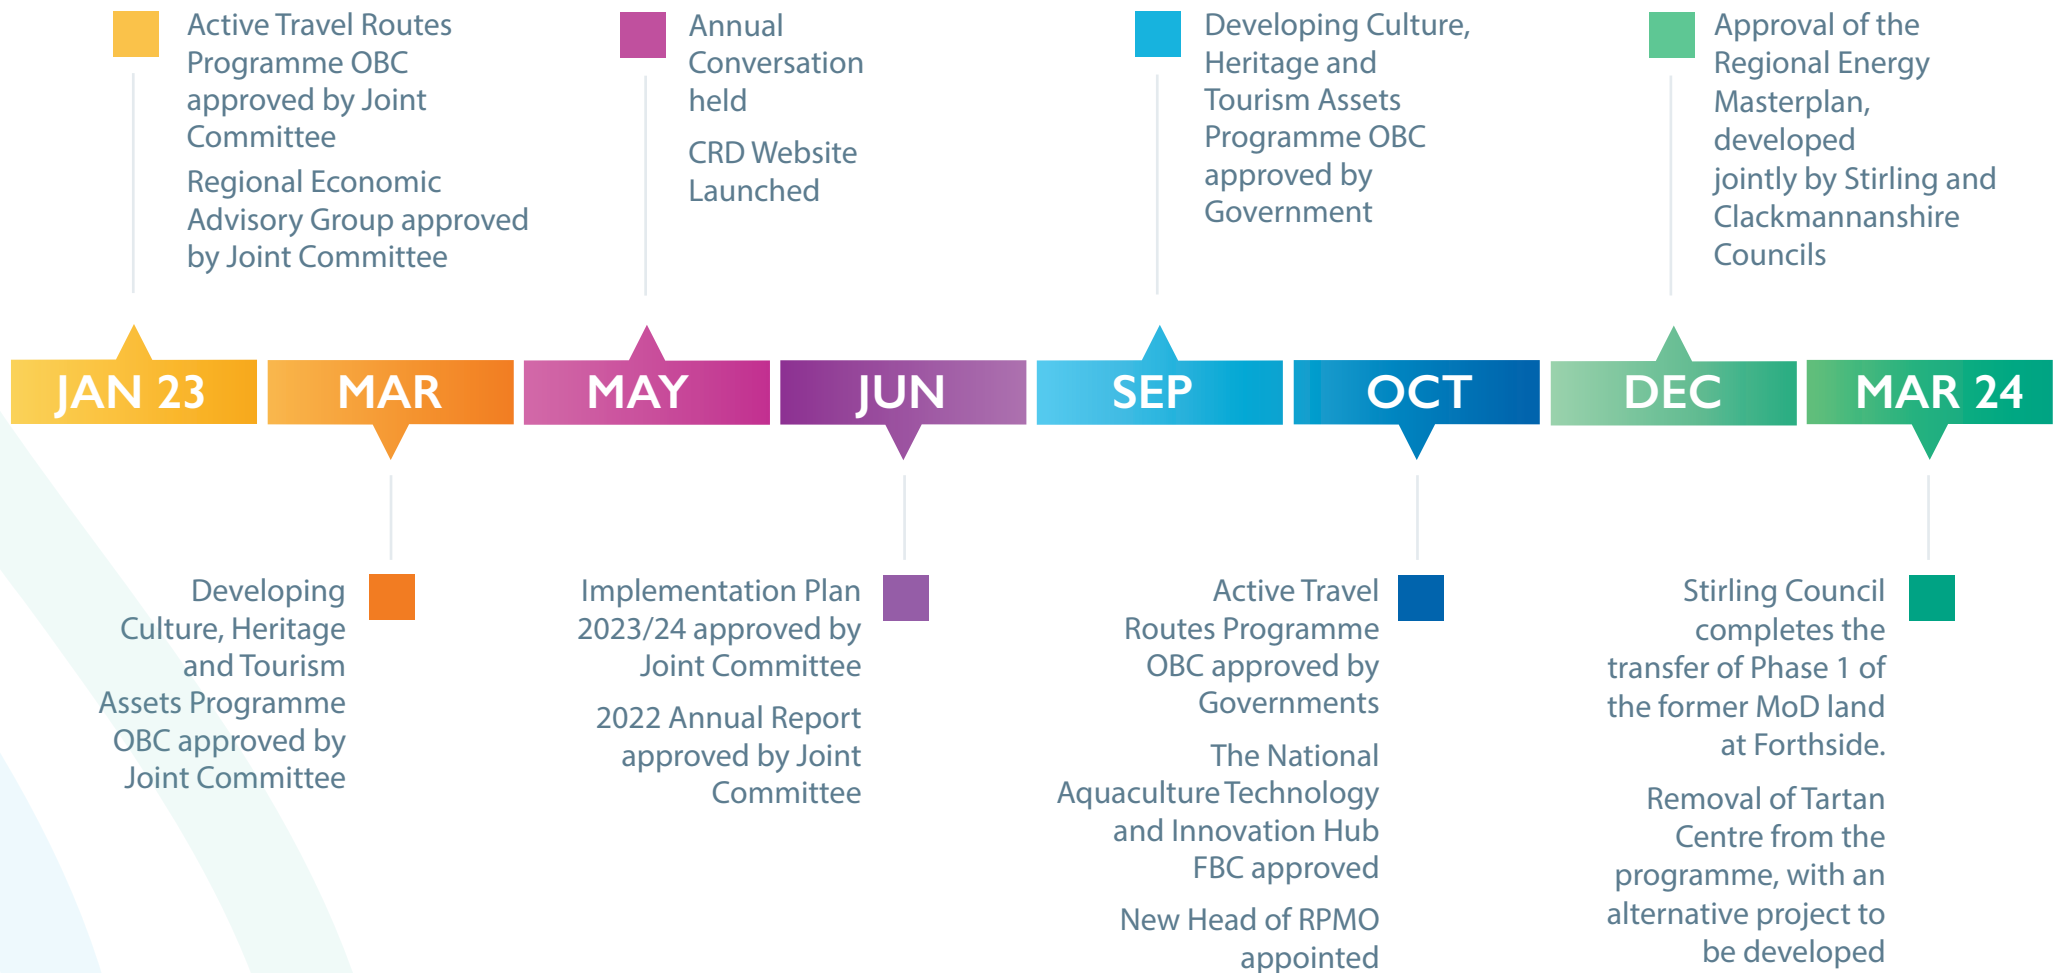 Active Travel Routes
Programme OBC
approved by Joint
Committee
Regional Economic
Advisory Group approved
by Joint Committee
Annual
Conversation
held
CRD Website
Launched
Developing Culture,
Heritage and
Tourism Assets
Programme OBC
approved by
Government
Approval of the
Regional Energy
Masterplan,
developed
jointly by Stirling and
Clackmannanshire
Councils
JAN 23
MAR
MAY
JUN
SEP
OCT
DEC
MAR 24
Developing
Culture, Heritage
and Tourism
Assets Programme
OBC approved by
Joint Committee
Implementation Plan
2023/24 approved by
Joint Committee
2022 Annual Report
approved by Joint
Committee
Active Travel
Routes Programme
OBC approved by
Governments
The National
Aquaculture Technology
and Innovation Hub
FBC approved
New Head of RPMO
appointed
Stirling Council
completes the
transfer of Phase 1 of
the former MoD land
at Forthside.
Removal of Tartan
Centre from the
programme, with an
alternative project to
be developed